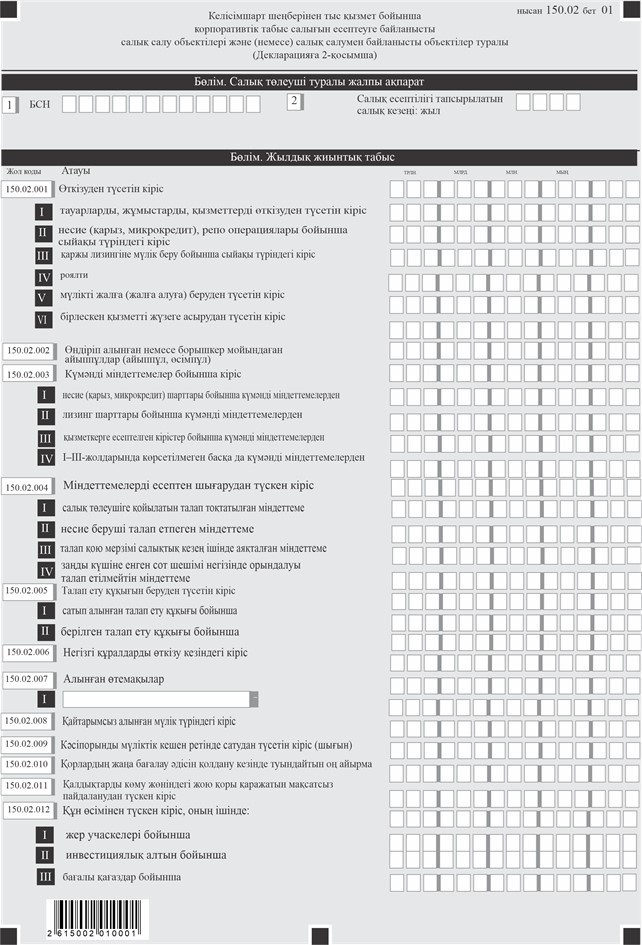 нысан 150.02 бет 01
Келісімшарт шеңберінен тыс қызмет бойынша
корпоративтік табыс салығын есептеуге байланысты
салық салу объектілері және (немесе) салық салумен байланысты объектілер туралы
(Декларацияға 2-қосымша)
Бөлім. Салық төлеуші туралы жалпы ақпарат
1 БСН
2 Салық есептілігі тапсырылатын
салық кезеңі: жыл
Бөлім. Жылдық жиынтық табыс
Жол коды Атауы трлн млрд млн мың
150.02.001 Өткізуден түсетін кіріс
I тауарларды, жұмыстарды, қызметтерді өткізуден түсетін кіріс
II несие (қарыз, микрокредит), репо операциялары бойынша
сыйақы түріндегі кіріс
III қаржы лизингіне мүлік беру бойынша сыйақы түріндегі кіріс
IV роялти
V мүлікті жалға (жалға алуға) беруден түсетін кіріс
VI бірлескен қызметті жүзеге асырудан түсетін кіріс
150.02.002 Өндіріп алынған немесе борышкер мойындаған
айыппұлдар (айыппұл, өсімпұл)
150.02.003 Күмәнді міндеттемелер бойынша кіріс
I несие (қарыз, микрокредит) шарттары бойынша күмәнді міндеттемелерден
II лизинг шарттары бойынша күмәнді міндеттемелерден
III қызметкерге есептелген кірістер бойынша күмәнді міндеттемелерден
IV I–III-жолдарында көрсетілмеген басқа да күмәнді міндеттемелерден
150.02.004 Міндеттемелерді есептен шығарудан түскен кіріс
I салық төлеушіге қойылатын талап тоқтатылған міндеттеме
II несие беруші талап етпеген міндеттеме
III талап қою мерзімі салықтық кезең ішінде аяқталған міндеттеме
IV заңды күшіне енген сот шешімі негізінде орындалуы
талап етілмейтін міндеттеме
150.02.005 Талап ету құқығын беруден түсетін кіріс
I сатып алынған талап ету құқығы бойынша
II берілген талап ету құқығы бойынша
150.02.006 Негізгі құралдарды өткізу кезіндегі кіріс
150.02.007 Алынған өтемақылар
I
150.02.008 Қайтарымсыз алынған мүлік түріндегі кіріс
150.02.009 Кәсіпорынды мүліктік кешен ретінде сатудан түсетін кіріс (шығын)
150.02.010 Қорлардың жаңа бағалау әдісін қолдану кезінде туындайтын оң айырма
150.02.011 Қалдықтарды көму жөніндегі жою қоры қаражатын мақсатсыз
пайдаланудан түскен кіріс
150.02.012 Құн өсімінен түскен кіріс, оның ішінде:
I жер учаскелері бойынша
II инвестициялық алтын бойынша
III бағалы қағаздар бойынша
2 615002 010001